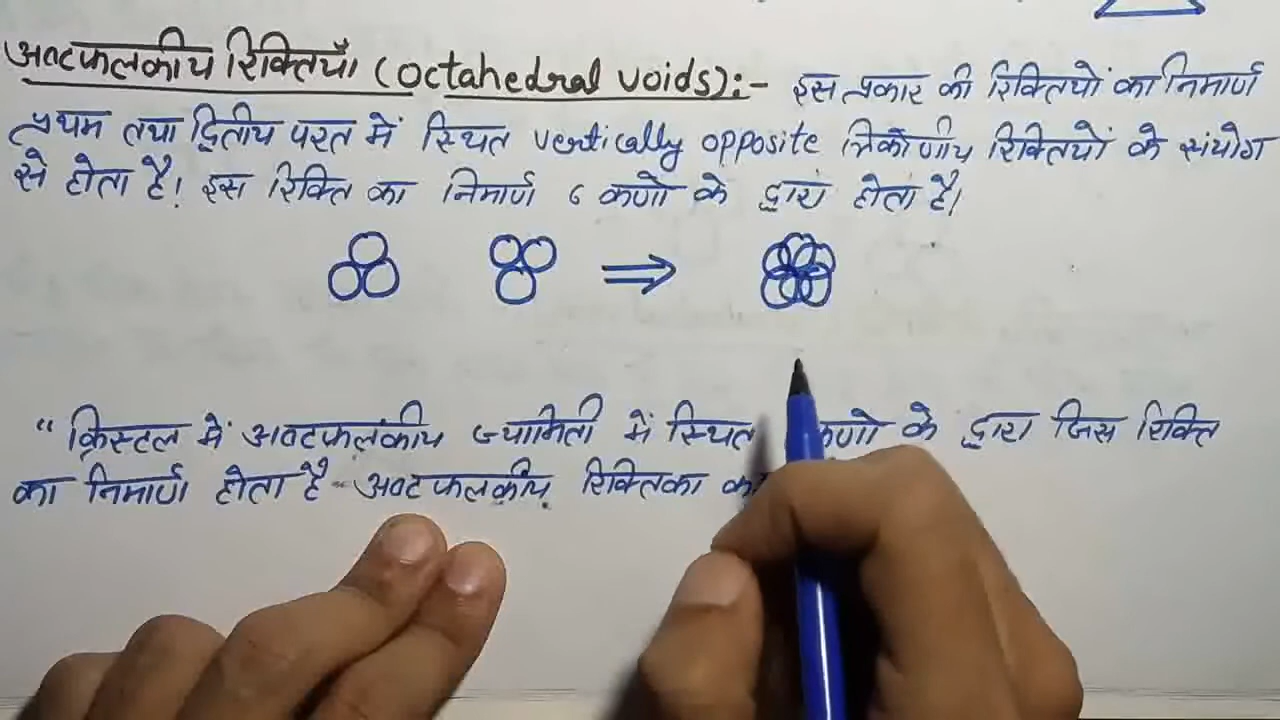 अष्टफलकीय रिक्तियाँ (Octahedral voids):- इस प्रकार की रिक्तियों का निमार्ण
प्रथम तथा द्वितीय परत में स्थित vertically opposite त्रिकोणीय रिक्तियों के संयोग
से होता है। इस रिक्ति का निमार्ण 6 कणो के द्वारा होता है।
"क्रिस्टल में अष्टफलकीय ज्यामिती में स्थित कणो के द्वारा जिस रिक्ति
का निमार्ण होता है अष्टफलकीय रिक्तिका